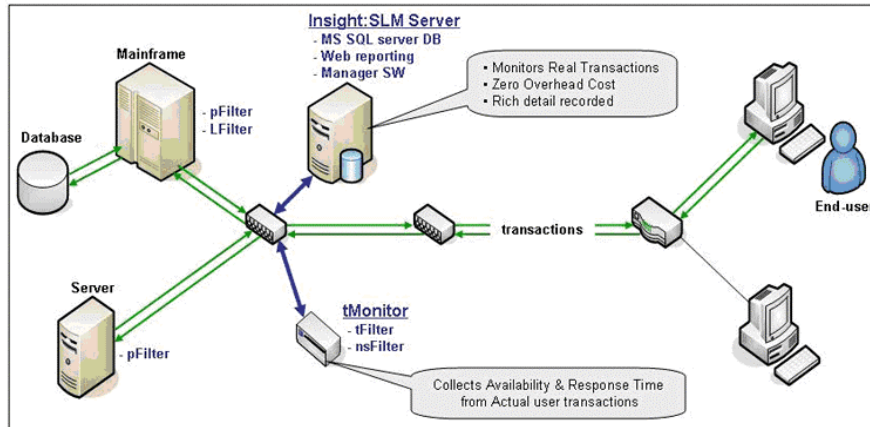 Insight:SLM Server
- MS SQL server DB
- Web reporting
- Manager SW
Mainframe
- pFilter
- LFilter
▪ Monitors Real Transactions
▪ Zero Overhead Cost
▪ Rich detail recorded
Database
End-user
transactions
Server
- pFilter
tMonitor
- tFilter
- nsFilter
Collects Availability & Response Time
from Actual user transactions